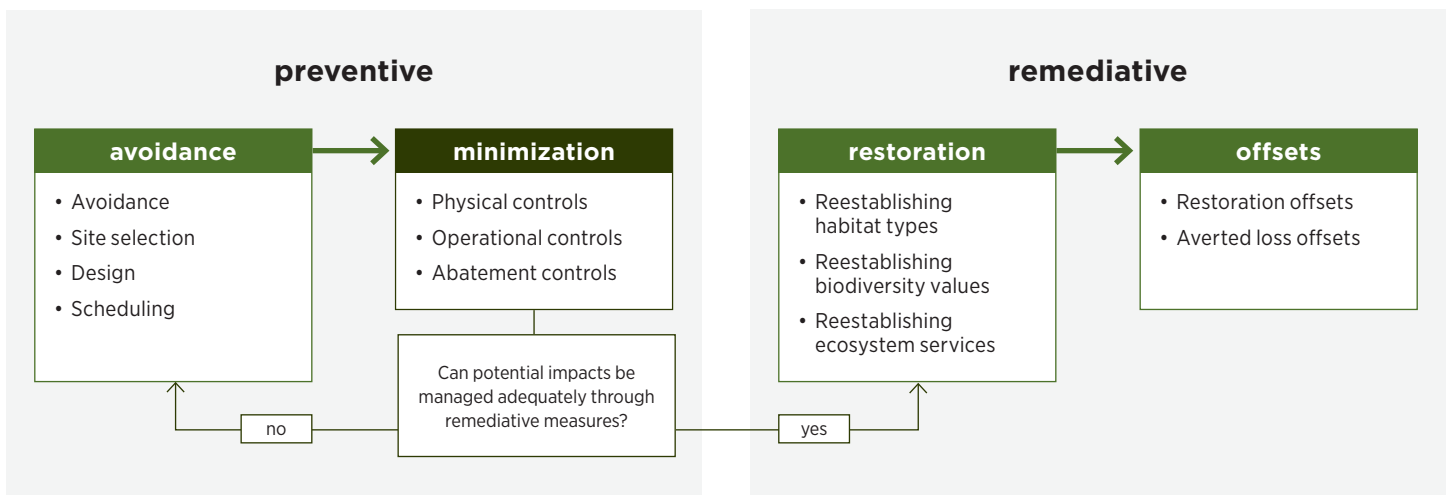 preventive
avoidance
• Avoidance
• Site selection
• Design
• Scheduling
minimization
• Physical controls
• Operational controls
• Abatement controls
Can potential impacts be
managed adequately through
remediative measures?
no
yes
remediative
restoration
• Reestablishing
habitat types
• Reestablishing
biodiversity values
• Reestablishing
ecosystem services
offsets
• Restoration offsets
• Averted loss offsets